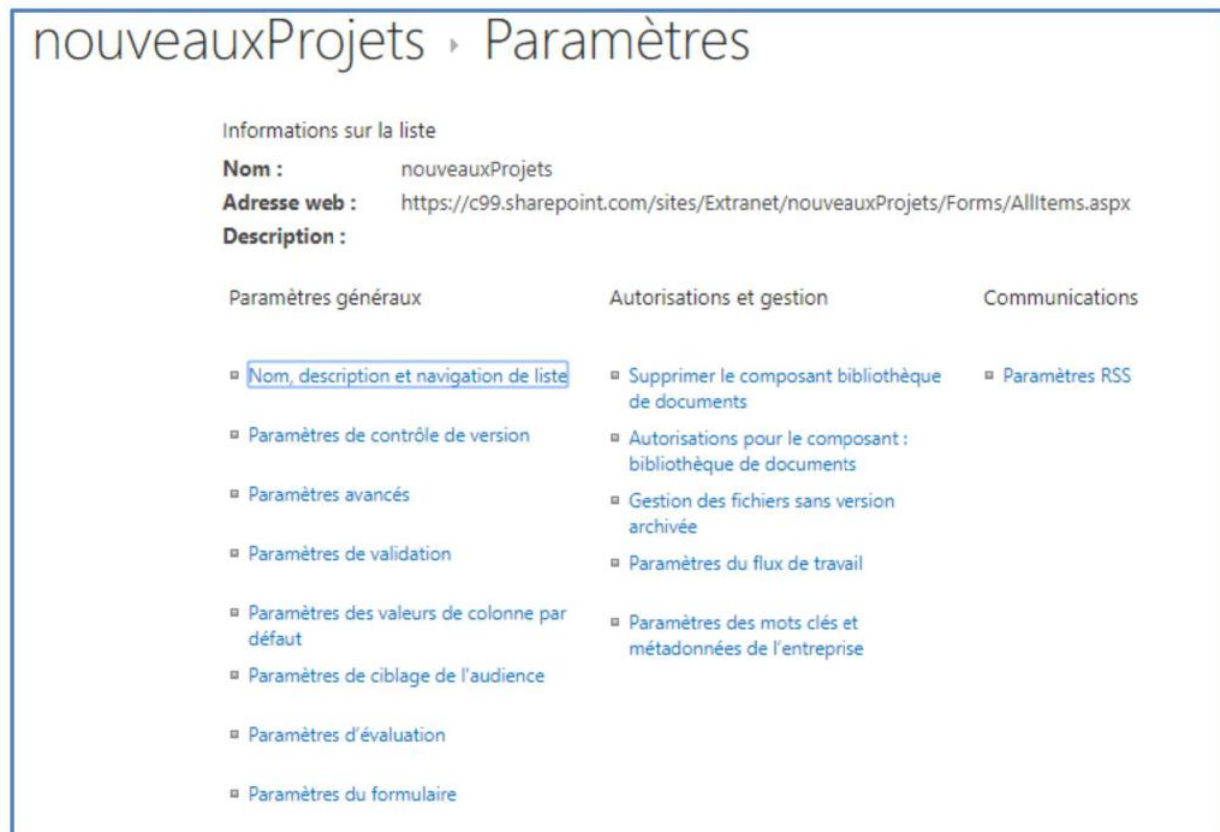 nouveauxProjets ▸ Paramètres
Informations sur la liste
Nom : nouveauxProjets
Adresse web : https://c99.sharepoint.com/sites/Extranet/nouveauxProjets/Forms/AllItems.aspx
Description :
Paramètres généraux
Nom, description et navigation de liste
Paramètres de contrôle de version
Paramètres avancés
Paramètres de validation
Paramètres des valeurs de colonne par
défaut
Paramètres de ciblage de l'audience
Paramètres d'évaluation
Paramètres du formulaire
Autorisations et gestion
Supprimer le composant bibliothèque
de documents
Autorisations pour le composant :
bibliothèque de documents
Gestion des fichiers sans version
archivée
Paramètres du flux de travail
Paramètres des mots clés et
métadonnées de l'entreprise
Communications
Paramètres RSS